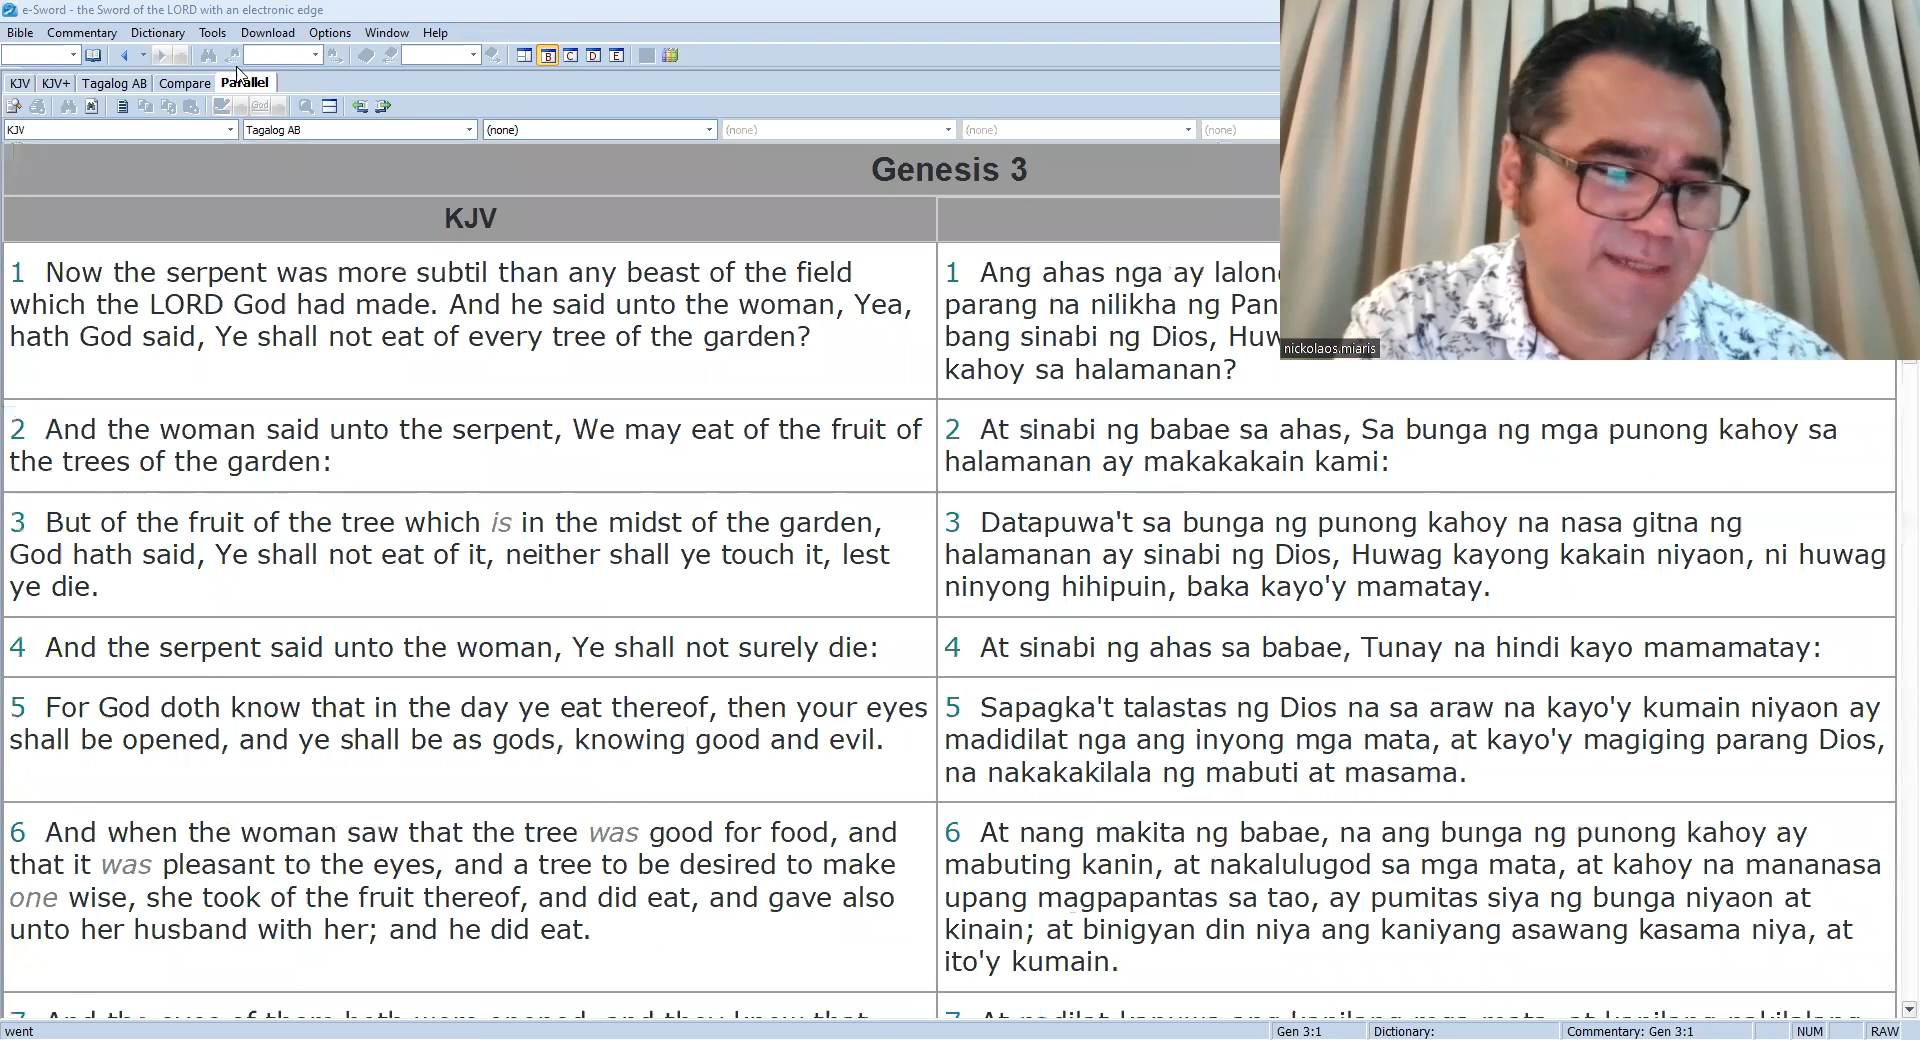 e-Sword - the Sword of the LORD with an electronic edge
Bible Commentary Dictionary Tools Download Options Window Help
B C D E
KJV KJV+ Tagalog AB Compare Parallel
God
KJV Tagalog AB (none) (none) (none) (none)
Genesis 3
KJV
1 Now the serpent was more subtil than any beast of the field
which the LORD God had made. And he said unto the woman, Yea,
hath God said, Ye shall not eat of every tree of the garden?
1 Ang ahas nga ay
parang na nilikha ng
bang sinabi ng Dios,
kahoy sa halamanan?
nickolaos.miaris
2 And the woman said unto the serpent, We may eat of the fruit of
the trees of the garden:
2 At sinabi ng babae sa ahas, Sa bunga ng mga punong kahoy sa
halamanan ay makakakain kami:
3 But of the fruit of the tree which is in the midst of the garden,
God hath said, Ye shall not eat of it, neither shall ye touch it, lest
ye die.
3 Datapuwa't sa bunga ng punong kahoy na nasa gitna ng
halamanan ay sinabi ng Dios, Huwag kayong kakain niyaon, ni huwag
ninyong hihipuin, baka kayo'y mamatay.
4 And the serpent said unto the woman, Ye shall not surely die:
4 At sinabi ng ahas sa babae, Tunay na hindi kayo mamamatay:
5 For God doth know that in the day ye eat thereof, then your eyes
shall be opened, and ye shall be as gods, knowing good and evil.
5 Sapagka't talastas ng Dios na sa araw na kayo'y kumain niyaon ay
madidilat nga ang inyong mga mata, at kayo'y magiging parang Dios,
na nakakakilala ng mabuti at masama.
6 And when the woman saw that the tree was good for food, and
that it was pleasant to the eyes, and a tree to be desired to make
one wise, she took of the fruit thereof, and did eat, and gave also
unto her husband with her; and he did eat.
6 At nang makita ng babae, na ang bunga ng punong kahoy ay
mabuting kanin, at nakalulugod sa mga mata, at kahoy na mananasa
upang magpapantas sa tao, ay pumitas siya ng bunga niyaon at
kinain; at binigyan din niya ang kaniyang asawang kasama niya, at
ito'y kumain.
went Gen 3:1 Dictionary: Commentary: Gen 3:1 NUM RAW